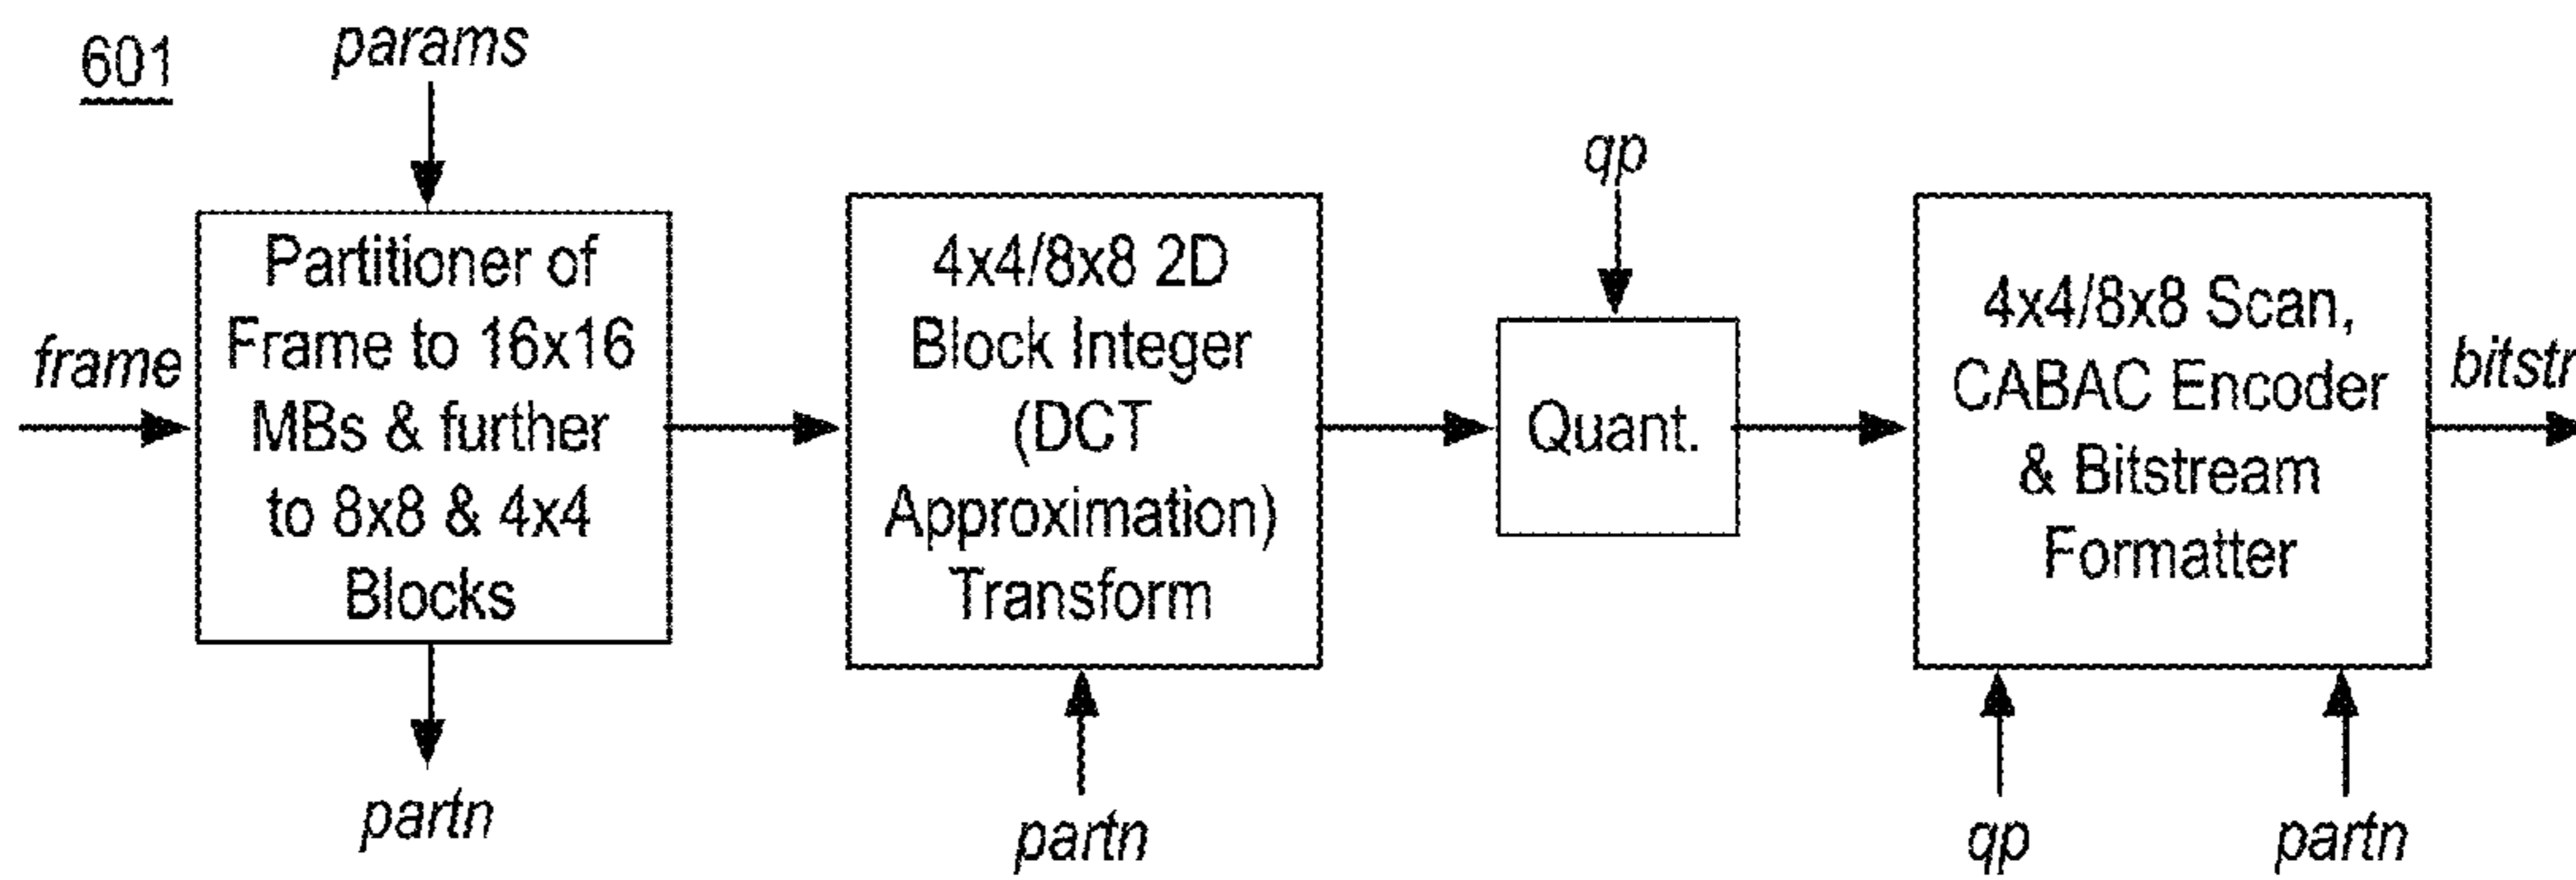 601
params
frame
Partitioner of
Frame to 16x16
MBs & further
to 8x8 & 4x4
Blocks
partn
4x4/8x8 2D
Block Integer
(DCT
Approximation)
Transform
partn
qp
Quant.
4x4/8x8 Scan,
CABAC Encoder
& Bitstream
Formatter
qp
partn
bitstr